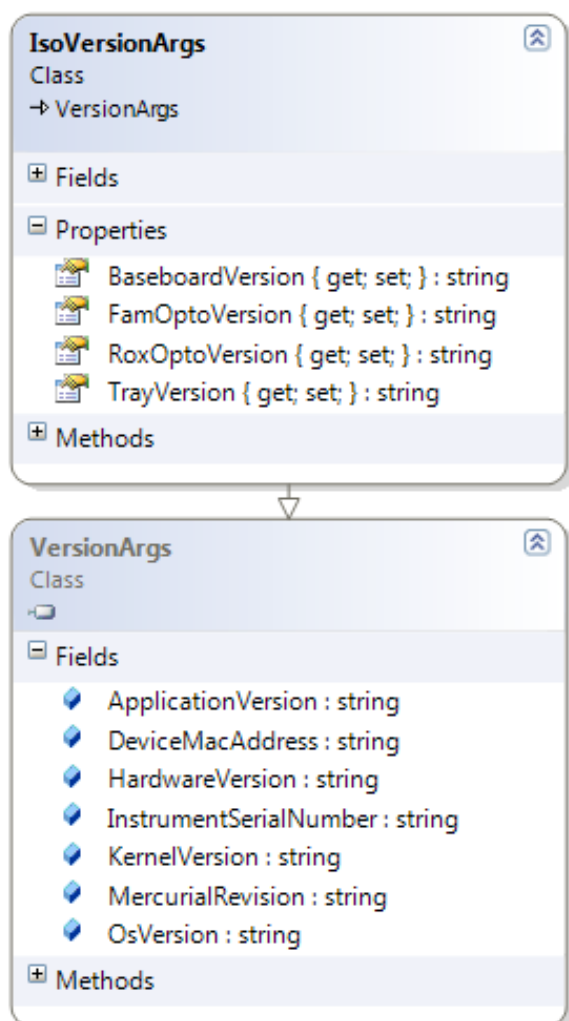 IsoVersionArgs
Class
VersionArgs
Fields
Properties
BaseboardVersion { get; set; } : string
FamOptoVersion { get; set; } : string
RoxOptoVersion { get; set; } : string
TrayVersion { get; set; } : string
Methods
VersionArgs
Class
Fields
ApplicationVersion : string
DeviceMacAddress : string
HardwareVersion : string
InstrumentSerialNumber : string
KernelVersion : string
MercurialRevision : string
OsVersion : string
Methods